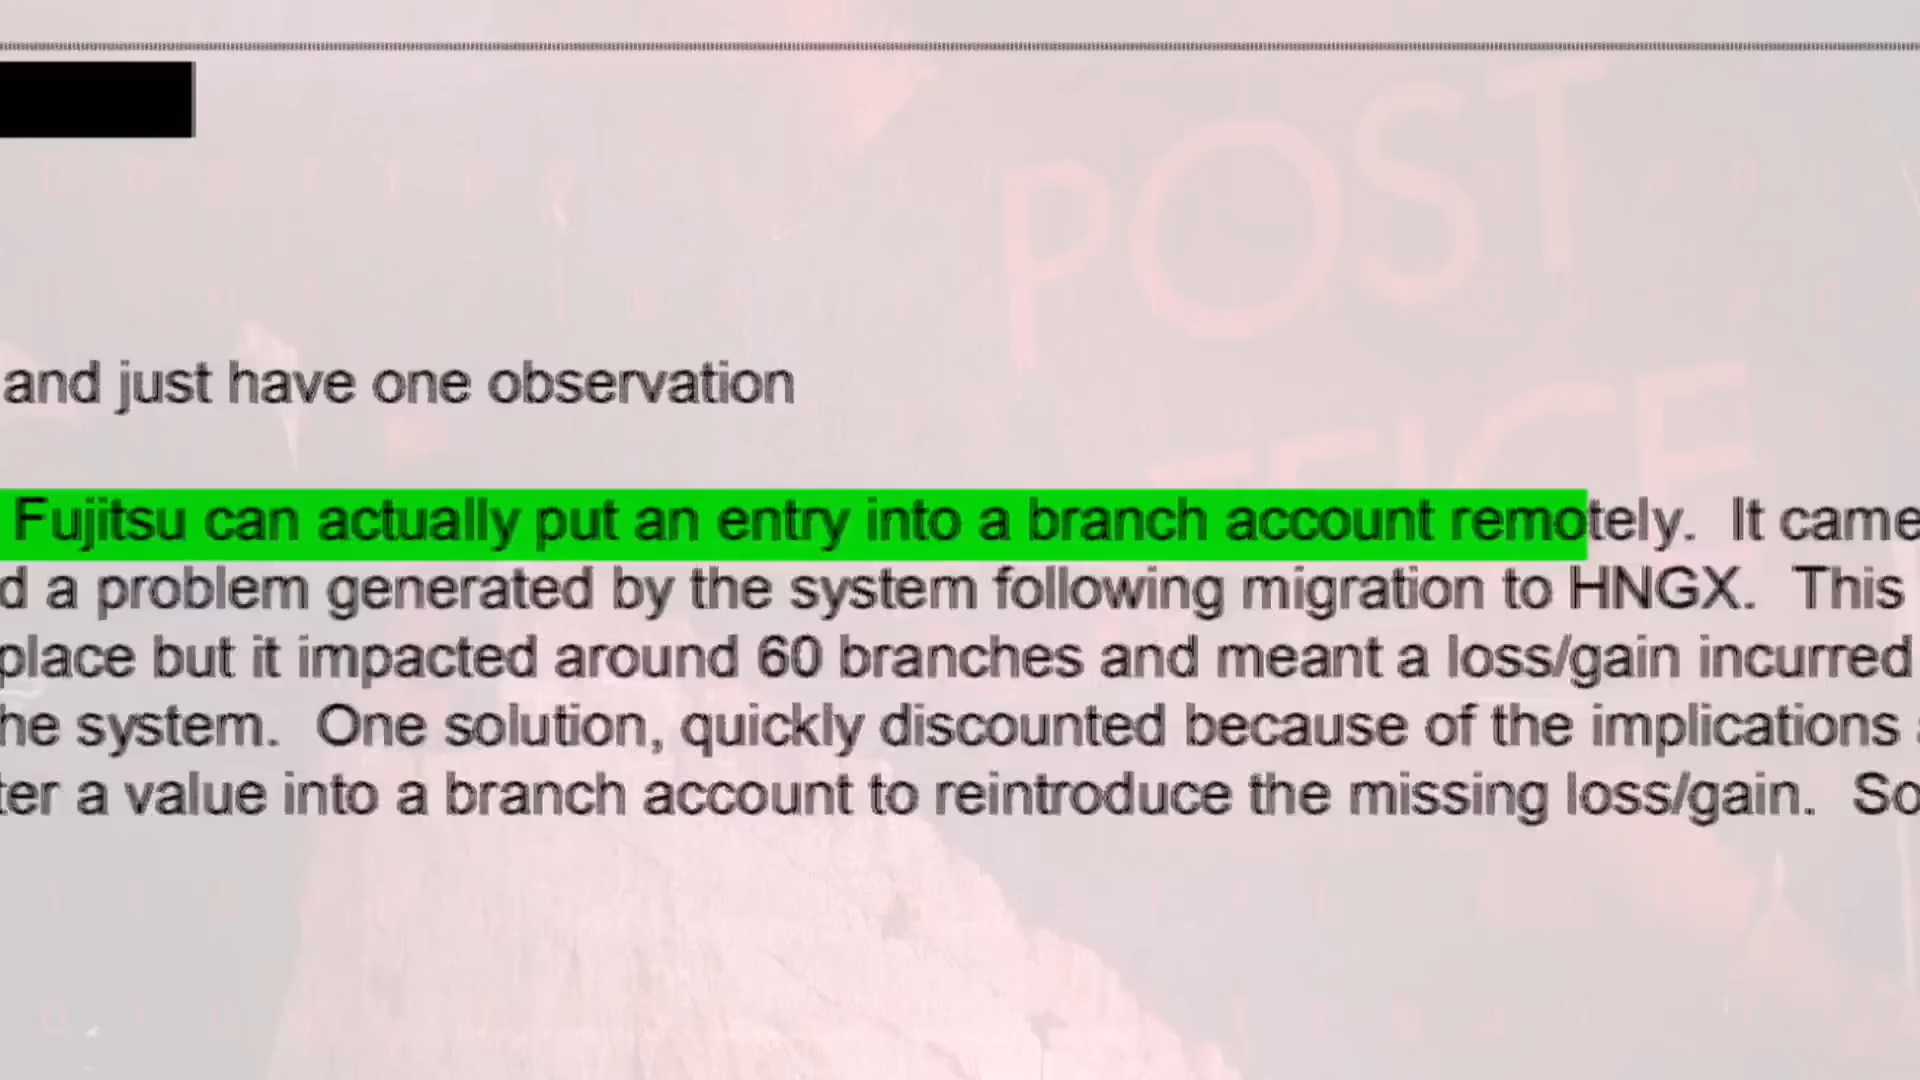 POST
OFFICE
and just have one observation
Fujitsu can actually put an entry into a branch account remotely. It came
d a problem generated by the system following migration to HNGX. This
place but it impacted around 60 branches and meant a loss/gain incurred
he system. One solution, quickly discounted because of the implications
ter a value into a branch account to reintroduce the missing loss/gain. So